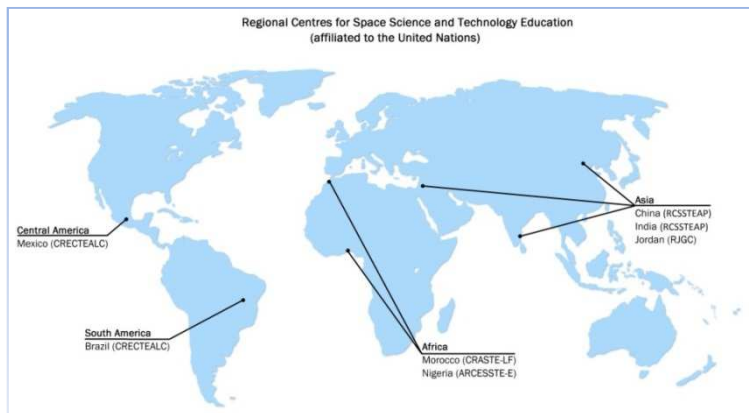 Regional Centres for Space Science and Technology Education
(affiliated to the United Nations)
Central America
Mexico (CRECTEALC)
South America
Brazil (CRECTEALC)
Africa
Morocco (CRASTE-LF)
Nigeria (ARCESSTE-E)
Asia
China (RCSSTEAP)
India (RCSSTEAP)
Jordan (RJGC)